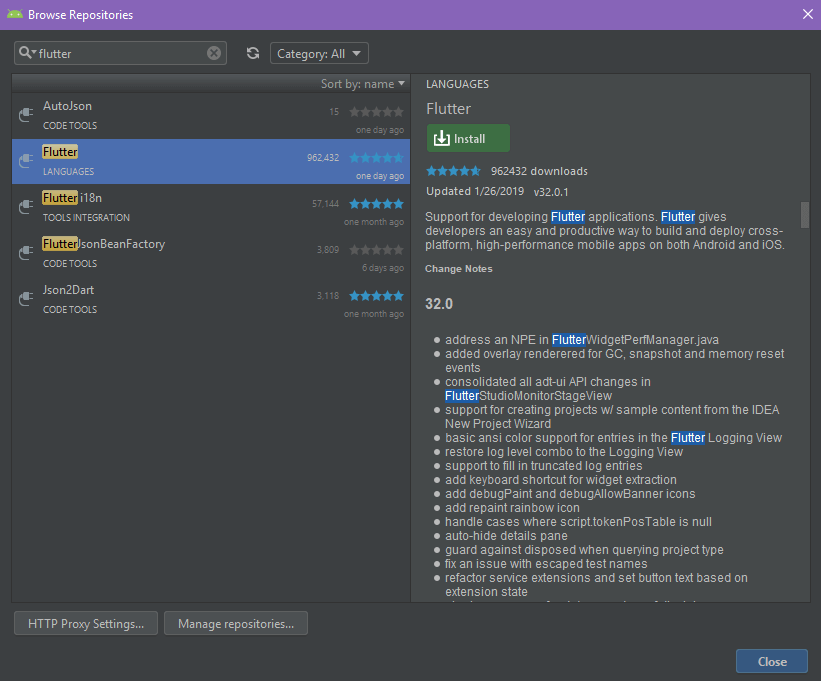 Browse Repositories
flutter
Category: All
Sort by: name
AutoJson
15
CODE TOOLS
one day ago
Flutter
962,432
LANGUAGES
one day ago
Flutter i18n
57,144
TOOLS INTEGRATION
one month ago
FlutterJsonBeanFactory
3,809
CODE TOOLS
6 days ago
Json2Dart
3,118
CODE TOOLS
one month ago
LANGUAGES
Flutter
Install
962432 downloads
Updated 1/26/2019 v32.0.1
Support for developing Flutter applications. Flutter gives
developers an easy and productive way to build and deploy cross-
platform, high-performance mobile apps on both Android and iOS.
Change Notes
32.0
● address an NPE in FlutterWidgetPerfManager.java
● added overlay renderered for GC, snapshot and memory reset
events
● consolidated all adt-ui API changes in
FlutterStudioMonitorStageView
● support for creating projects w/ sample content from the IDEA
New Project Wizard
● basic ansi color support for entries in the Flutter Logging View
● restore log level combo to the Logging View
● support to fill in truncated log entries
● add keyboard shortcut for widget extraction
● add debugPaint and debugAllowBanner icons
● add repaint rainbow icon
● handle cases where script.tokenPosTable is null
● auto-hide details pane
● guard against disposed when querying project type
● fix an issue with escaped test names
● refactor service extensions and set button text based on
extension state
HTTP Proxy Settings...
Manage repositories...
Close